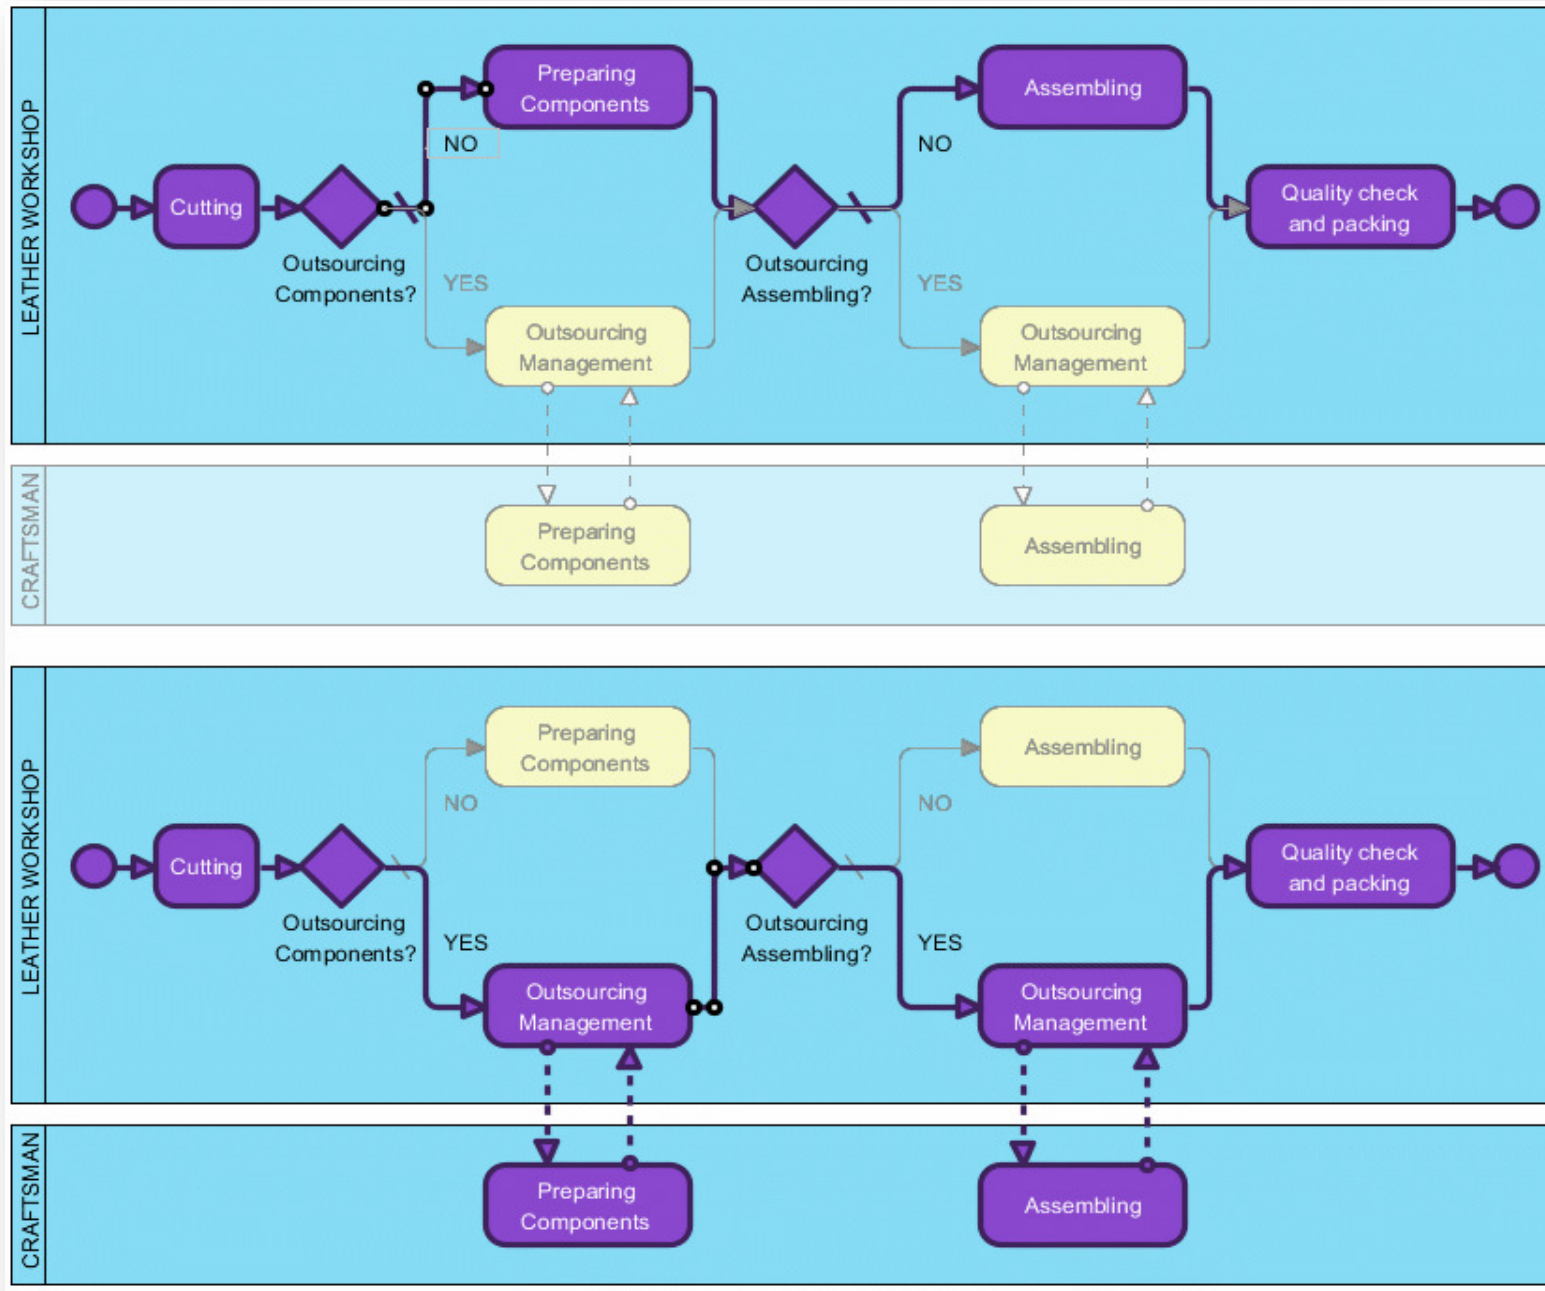 LEATHER WORKSHOP
Preparing
Components
Assembling
NO
NO
Cutting
Quality check
and packing
Outsourcing
Components?
Outsourcing
Assembling?
YES
YES
Outsourcing
Management
Outsourcing
Management
CRAFTSMAN
Preparing
Components
Assembling
LEATHER WORKSHOP
Preparing
Components
Assembling
NO
NO
Cutting
Quality check
and packing
Outsourcing
Components?
Outsourcing
Assembling?
YES
YES
Outsourcing
Management
Outsourcing
Management
CRAFTSMAN
Preparing
Components
Assembling